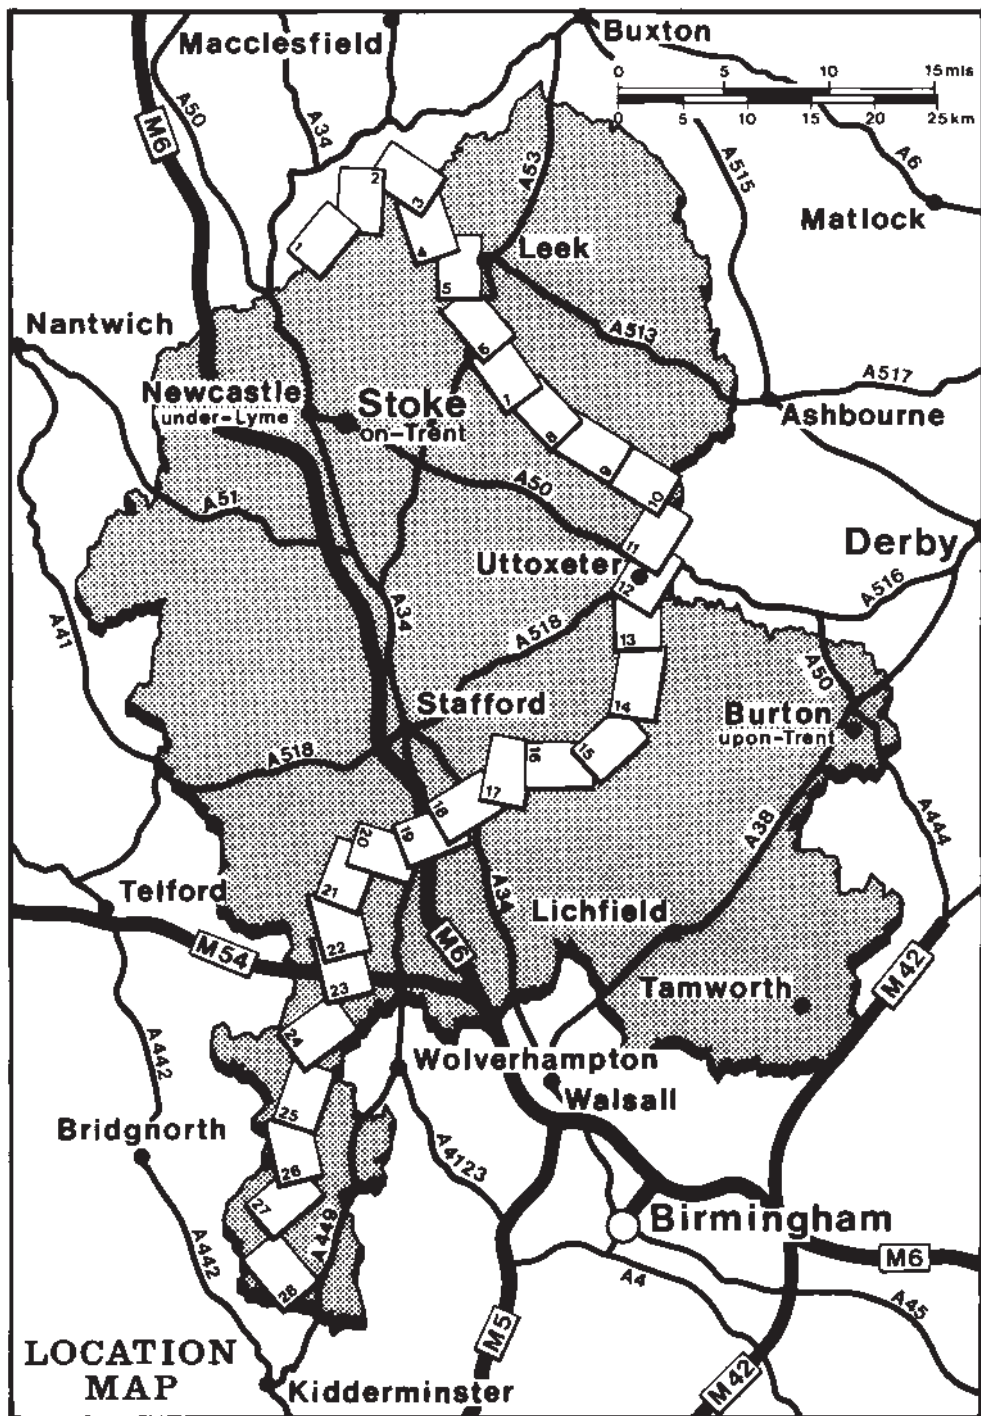 Macclesfield
Buxton
0 5 10 15 mls
0 5 10 15 20 25 km
M6
A50
A34
A53
A515
A6
Matlock
2
3
1
4
Leek
5
Nantwich
A513
6
A517
Newcastle
under-Lyme
Stoke
on-Trent
7
Ashbourne
8
9
A51
A50
10
11
Derby
Uttoxeter
12
A516
A41
A34
A518
13
A50
Stafford
14
Burton
upon-Trent
A518
15
16
17
A38
A444
18
19
20
21
Telford
A34
Lichfield
22
M54
M6
M42
23
Tamworth
24
A442
Wolverhampton
Walsall
25
Bridgnorth
A4123
26
27
Birmingham
A449
A442
M6
A4
28
A45
M5
M42
LOCATION
MAP
Kidderminster